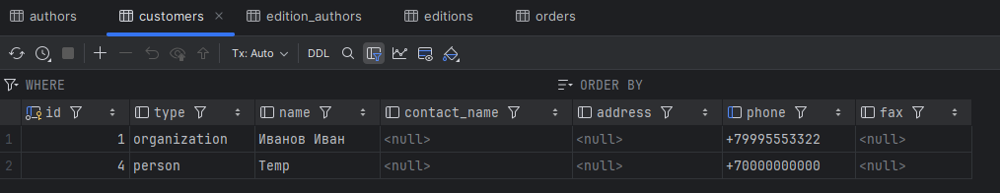 authors customers edition_authors editions orders
Tx: Auto DDL
WHERE ORDER BY
id type name contact_name address phone fax
1 1 organization Иванов Иван <null> <null> +79995553322 <null>
2 4 person Temp <null> <null> +70000000000 <null>